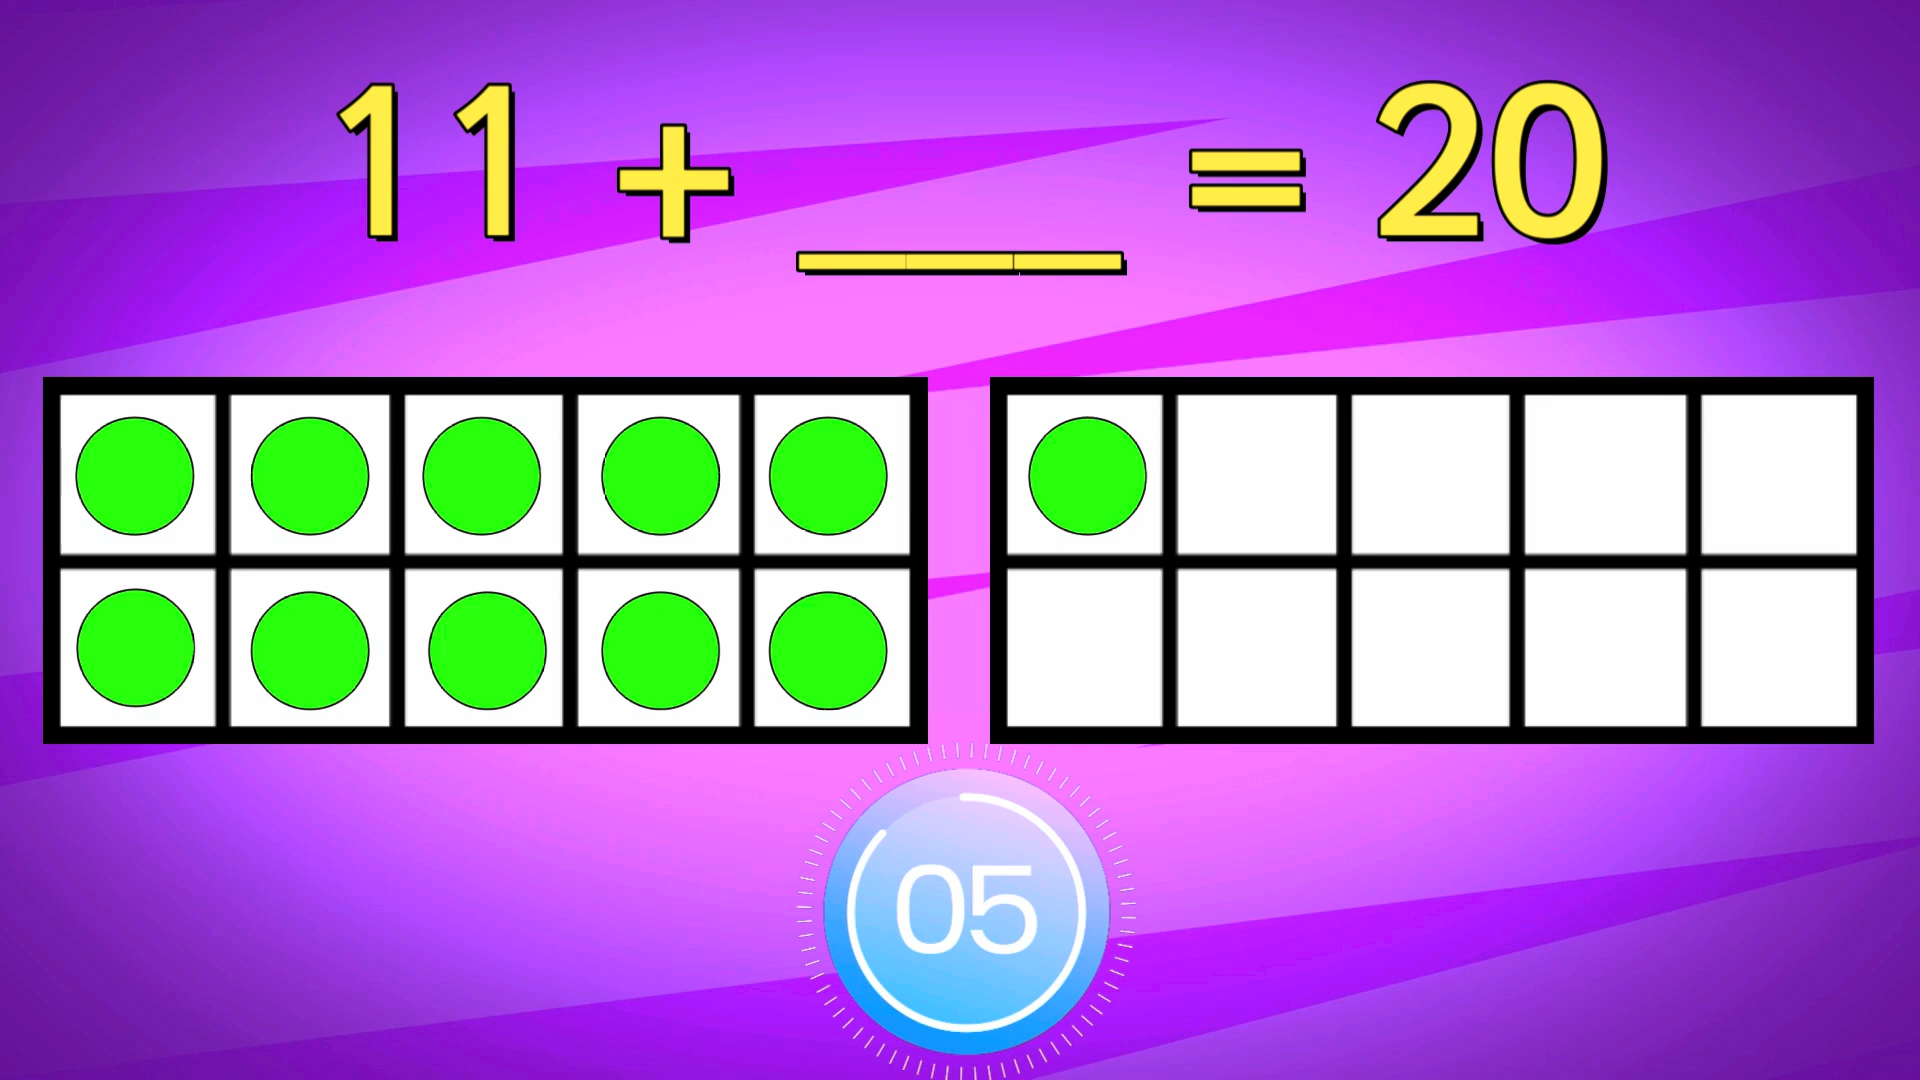 11 + ___ = 20
05